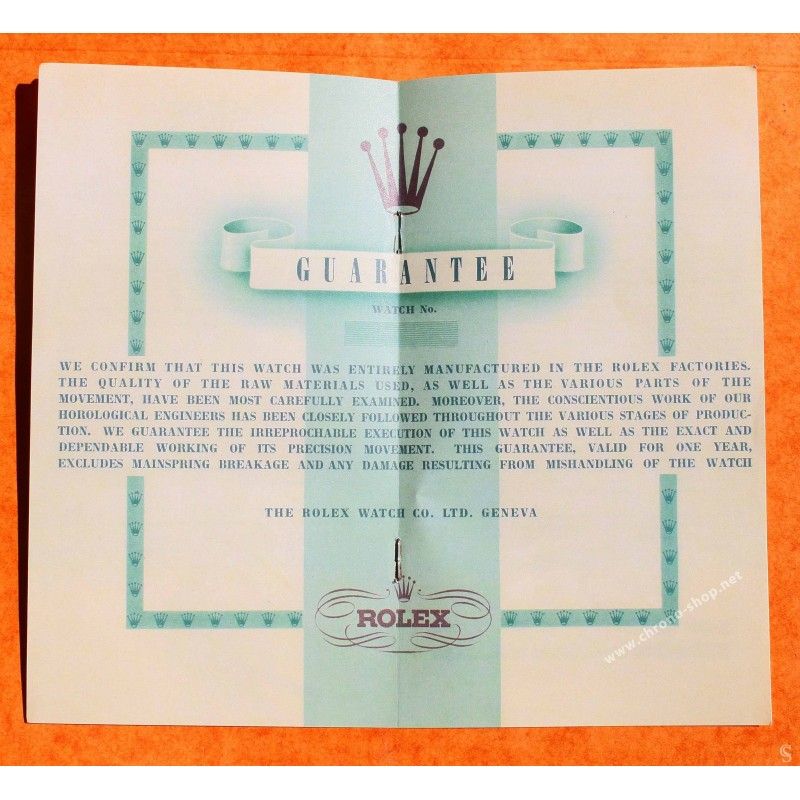 GUARANTEE
WATCH No.
WE CONFIRM THAT THIS WATCH WAS ENTIRELY MANUFACTURED IN THE ROLEX FACTORIES.
THE QUALITY OF THE RAW MATERIALS USED, AS WELL AS THE VARIOUS PARTS OF THE
MOVEMENT, HAVE BEEN MOST CAREFULLY EXAMINED. MOREOVER, THE CONSCIENTIOUS WORK OF OUR
HOROLOGICAL ENGINEERS HAS BEEN CLOSELY FOLLOWED THROUGHOUT THE VARIOUS STAGES OF PRODUC-
TION. WE GUARANTEE THE IRREPROCHABLE EXECUTION OF THIS WATCH AS WELL AS THE EXACT AND
DEPENDABLE WORKING OF ITS PRECISION MOVEMENT. THIS GUARANTEE, VALID FOR ONE YEAR,
EXCLUDES MAINSPRING BREAKAGE AND ANY DAMAGE RESULTING FROM MISHANDLING OF THE WATCH
THE ROLEX WATCH CO. LTD. GENEVA
ROLEX
www.chrono-shop.net